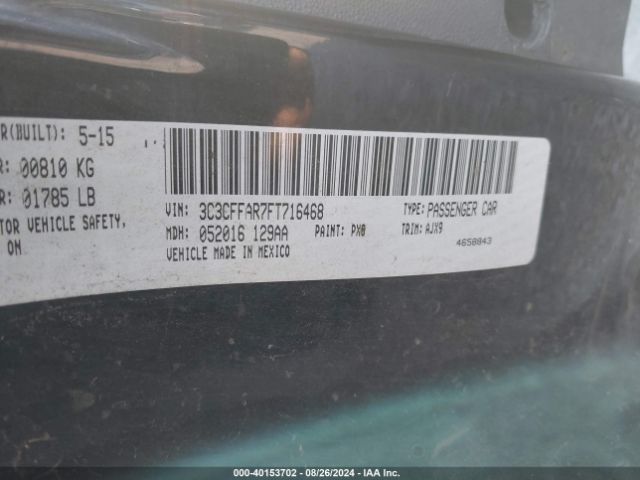 R(BUILT): 5-15
R: 00810 KG
R: 01785 LB
TOR VEHICLE SAFETY,
ON
VIN: 3C3CFFAR7FT716468 TYPE: PASSENGER CAR
MDH: 052016 129AA PAINT: PX8 TRIM: AJX9
VEHICLE MADE IN MEXICO 4658843
000-40153702 - 08/26/2024 - IAA Inc.